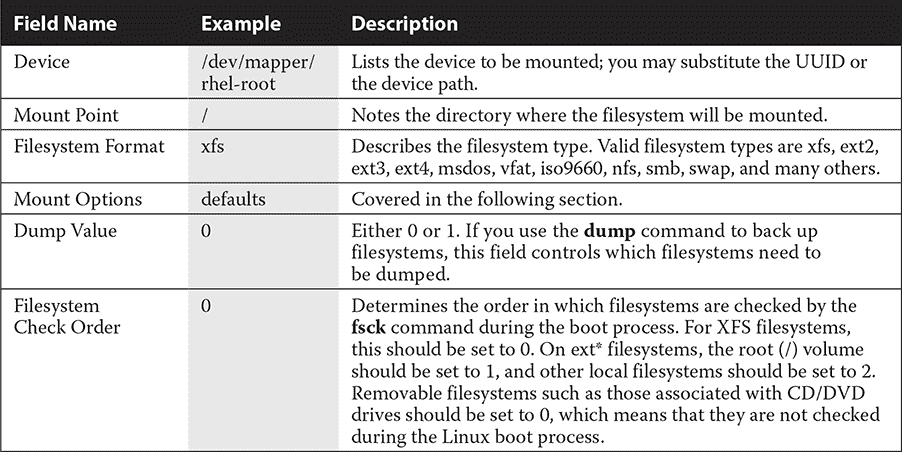 Field Name Example Description
Device /dev/mapper/ Lists the device to be mounted; you may substitute the UUID or
rhel-root the device path.
Mount Point / Notes the directory where the filesystem will be mounted.
Filesystem Format xfs Describes the filesystem type. Valid filesystem types are xfs, ext2,
ext3, ext4, msdos, vfat, iso9660, nfs, smb, swap, and many others.
Mount Options defaults Covered in the following section.
Dump Value 0 Either 0 or 1. If you use the dump command to back up
filesystems, this field controls which filesystems need to
be dumped.
Filesystem 0 Determines the order in which filesystems are checked by the
Check Order fsck command during the boot process. For XFS filesystems,
this should be set to 0. On ext* filesystems, the root (/) volume
should be set to 1, and other local filesystems should be set to 2.
Removable filesystems such as those associated with CD/DVD
drives should be set to 0, which means that they are not checked
during the Linux boot process.